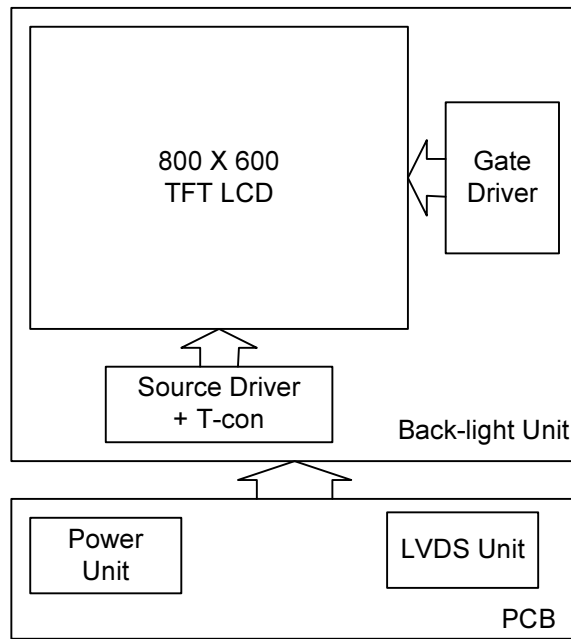 800 X 600
TFT LCD
Gate
Driver
Source Driver
+ T-con
Back-light Unit
Power
Unit
LVDS Unit
PCB